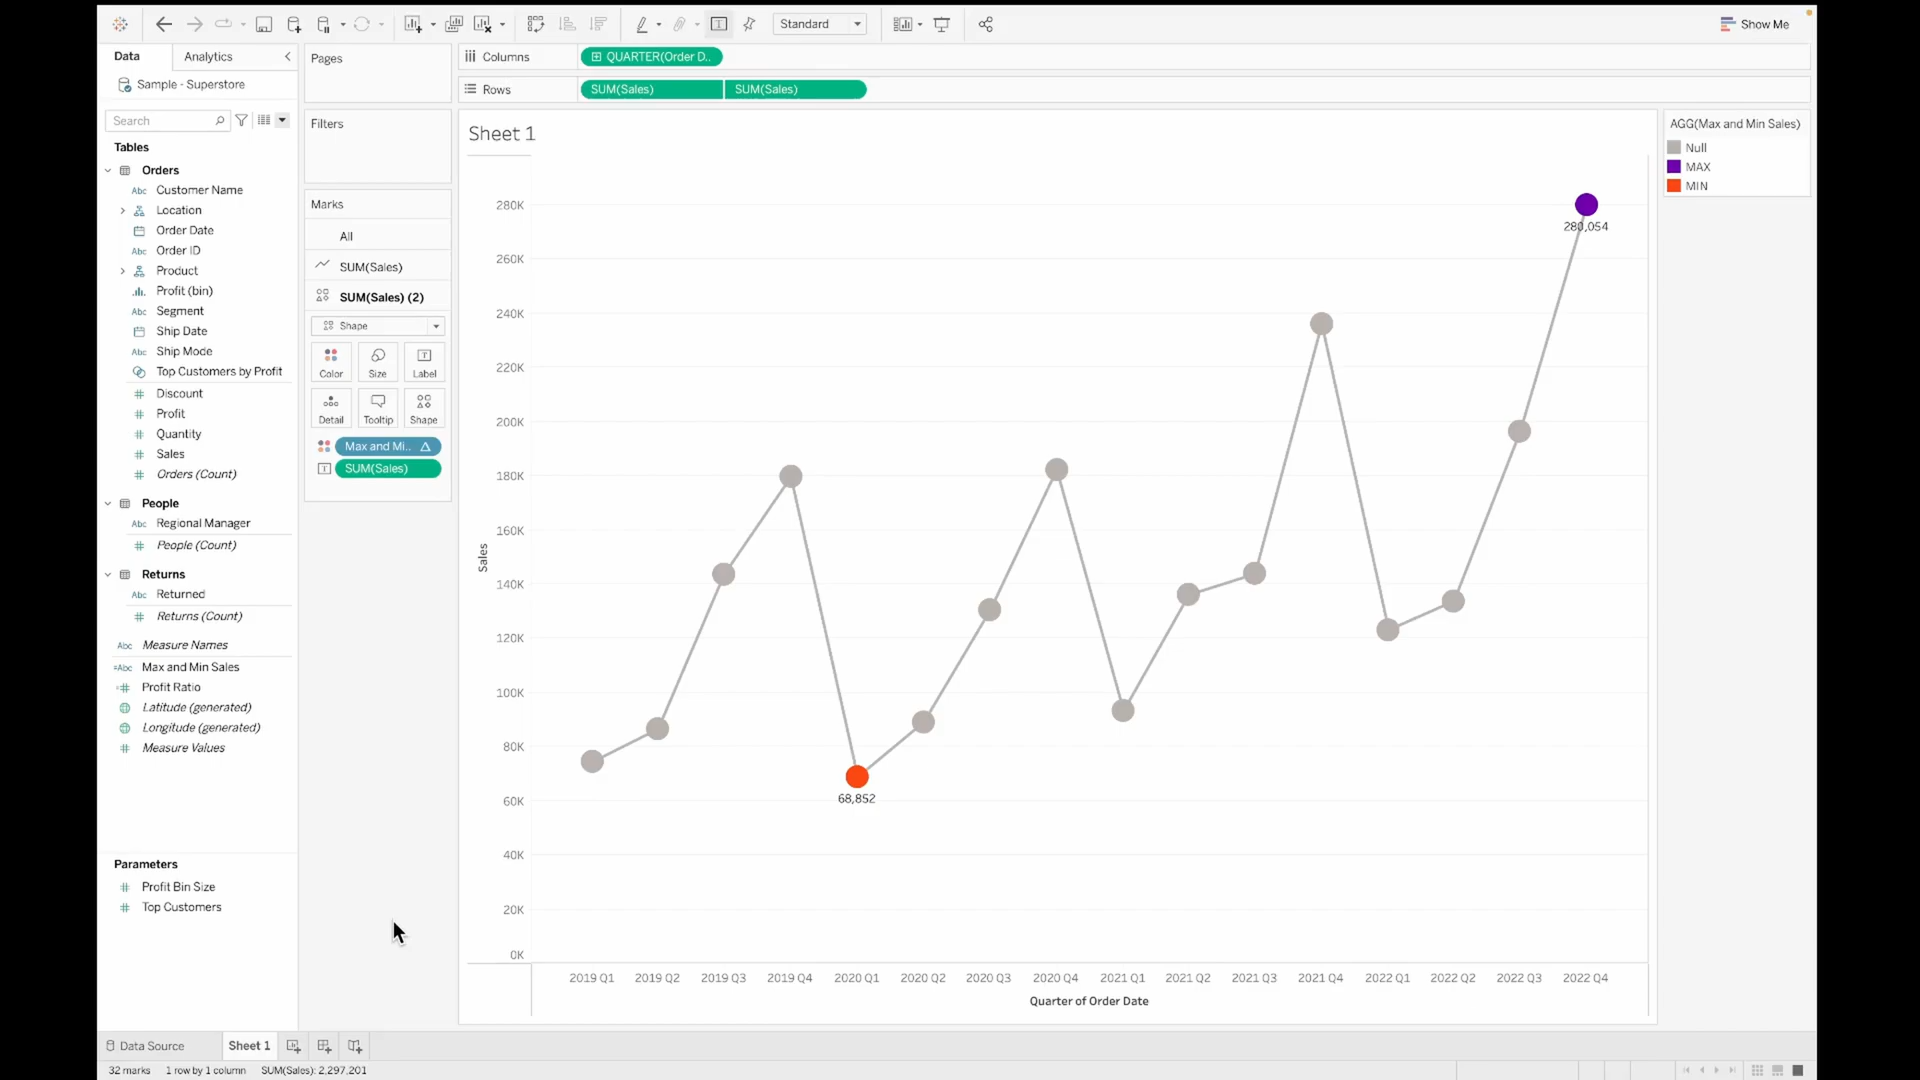 Standard
Show Me
Data
Analytics
Sample - Superstore
Search
Tables
Orders
Abc Customer Name
Location
Order Date
Abc Order ID
Product
Profit (bin)
Abc Segment
Ship Date
Abc Ship Mode
Top Customers by Profit
# Discount
# Profit
# Quantity
# Sales
# Orders (Count)
People
Abc Regional Manager
# People (Count)
Returns
Abc Returned
# Returns (Count)
Abc Measure Names
=Abc Max and Min Sales
=# Profit Ratio
Latitude (generated)
Longitude (generated)
# Measure Values
Parameters
# Profit Bin Size
# Top Customers
Pages
Filters
Marks
All
SUM(Sales)
SUM(Sales) (2)
Shape
Color Size Label
Detail Tooltip Shape
Max and Mi..
SUM(Sales)
Columns QUARTER(Order D..
Rows SUM(Sales) SUM(Sales)
Sheet 1
280K
260K
240K
220K
200K
180K
160K
140K
120K
100K
80K
60K
40K
20K
0K
Sales
280,054
68,852
2019 Q1 2019 Q2 2019 Q3 2019 Q4 2020 Q1 2020 Q2 2020 Q3 2020 Q4 2021 Q1 2021 Q2 2021 Q3 2021 Q4 2022 Q1 2022 Q2 2022 Q3 2022 Q4
Quarter of Order Date
AGG(Max and Min Sales)
Null
MAX
MIN
Data Source
Sheet 1
32 marks 1 row by 1 column SUM(Sales): 2,297,201